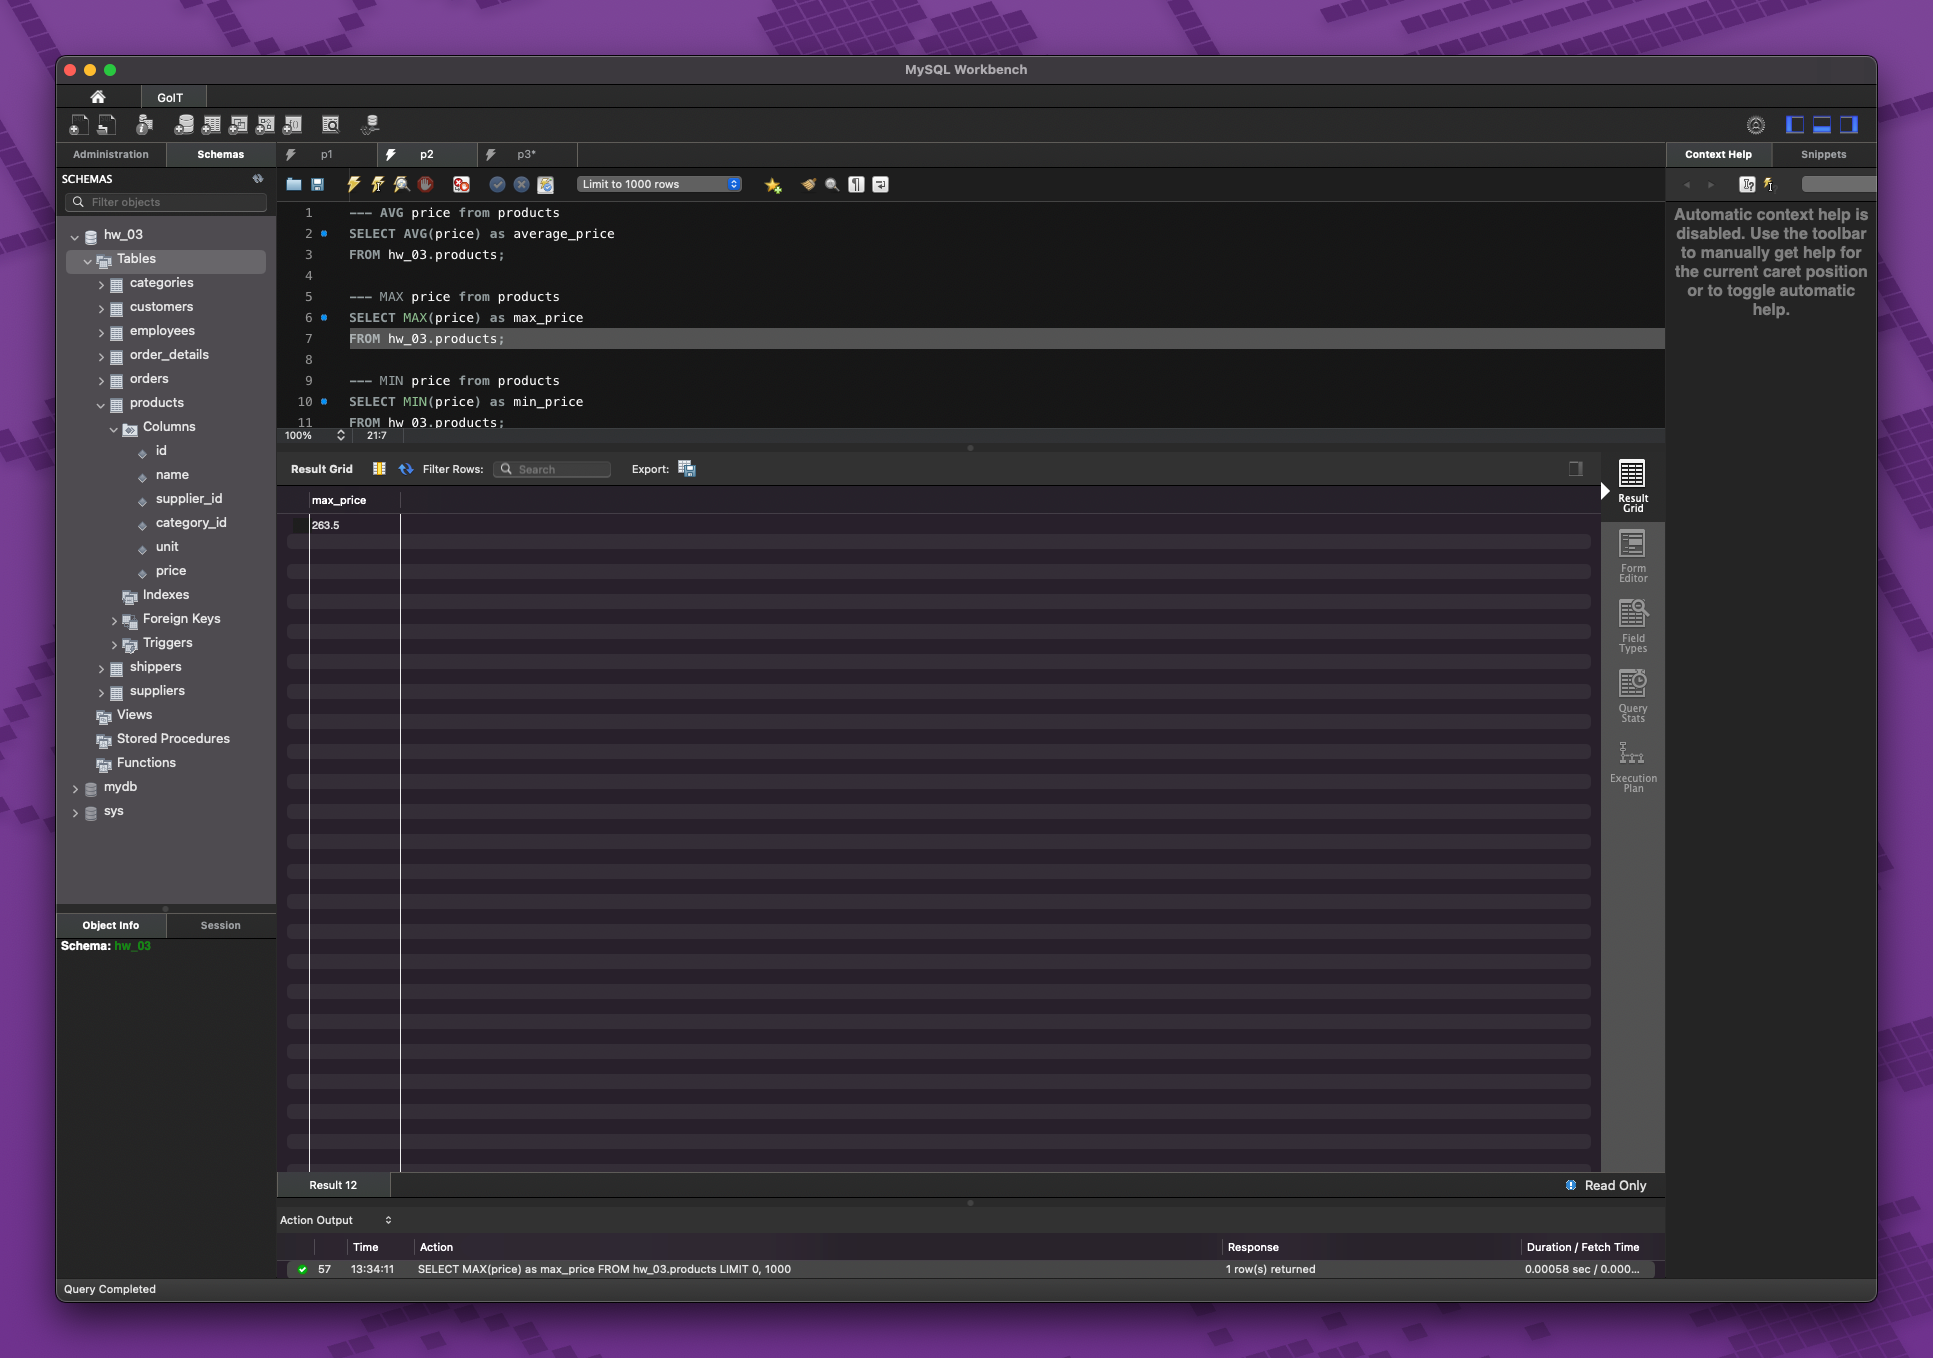 MySQL Workbench
GoIT
Administration
Schemas
p1
p2
p3*
Context Help
Snippets
SCHEMAS
Filter objects
Limit to 1000 rows
hw_03
Tables
categories
customers
employees
order_details
orders
products
Columns
id
name
supplier_id
category_id
unit
price
Indexes
Foreign Keys
Triggers
shippers
suppliers
Views
Stored Procedures
Functions
mydb
sys
Object Info
Session
Schema: hw_03
1 --- AVG price from products
2 SELECT AVG(price) as average_price
3 FROM hw_03.products;
4
5 --- MAX price from products
6 SELECT MAX(price) as max_price
7 FROM hw_03.products;
8
9 --- MIN price from products
10 SELECT MIN(price) as min_price
11 FROM hw_03.products;
100%
21:7
Result Grid
Filter Rows:
Search
Export:
max_price
263.5
Result
Grid
Form
Editor
Field
Types
Query
Stats
Execution
Plan
Automatic context help is
disabled. Use the toolbar
to manually get help for
the current caret position
or to toggle automatic
help.
Result 12
Read Only
Action Output
Time
Action
Response
Duration / Fetch Time
57
13:34:11
SELECT MAX(price) as max_price FROM hw_03.products LIMIT 0, 1000
1 row(s) returned
0.00058 sec / 0.000...
Query Completed